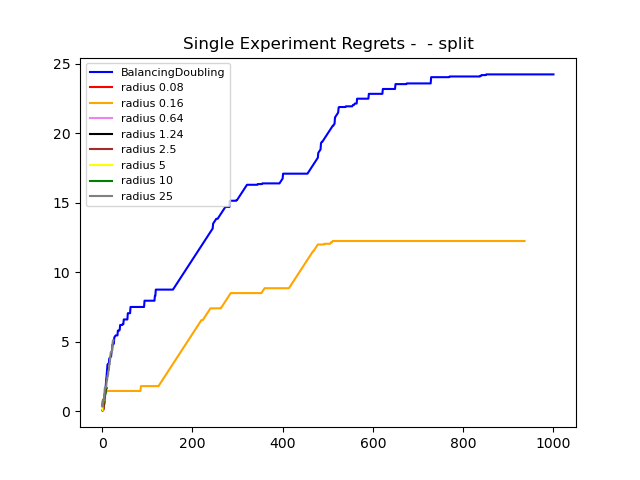 Single Experiment Regrets -  - split
25
20
15
10
5
0
BalancingDoubling
radius 0.08
radius 0.16
radius 0.64
radius 1.24
radius 2.5
radius 5
radius 10
radius 25
0 200 400 600 800 1000